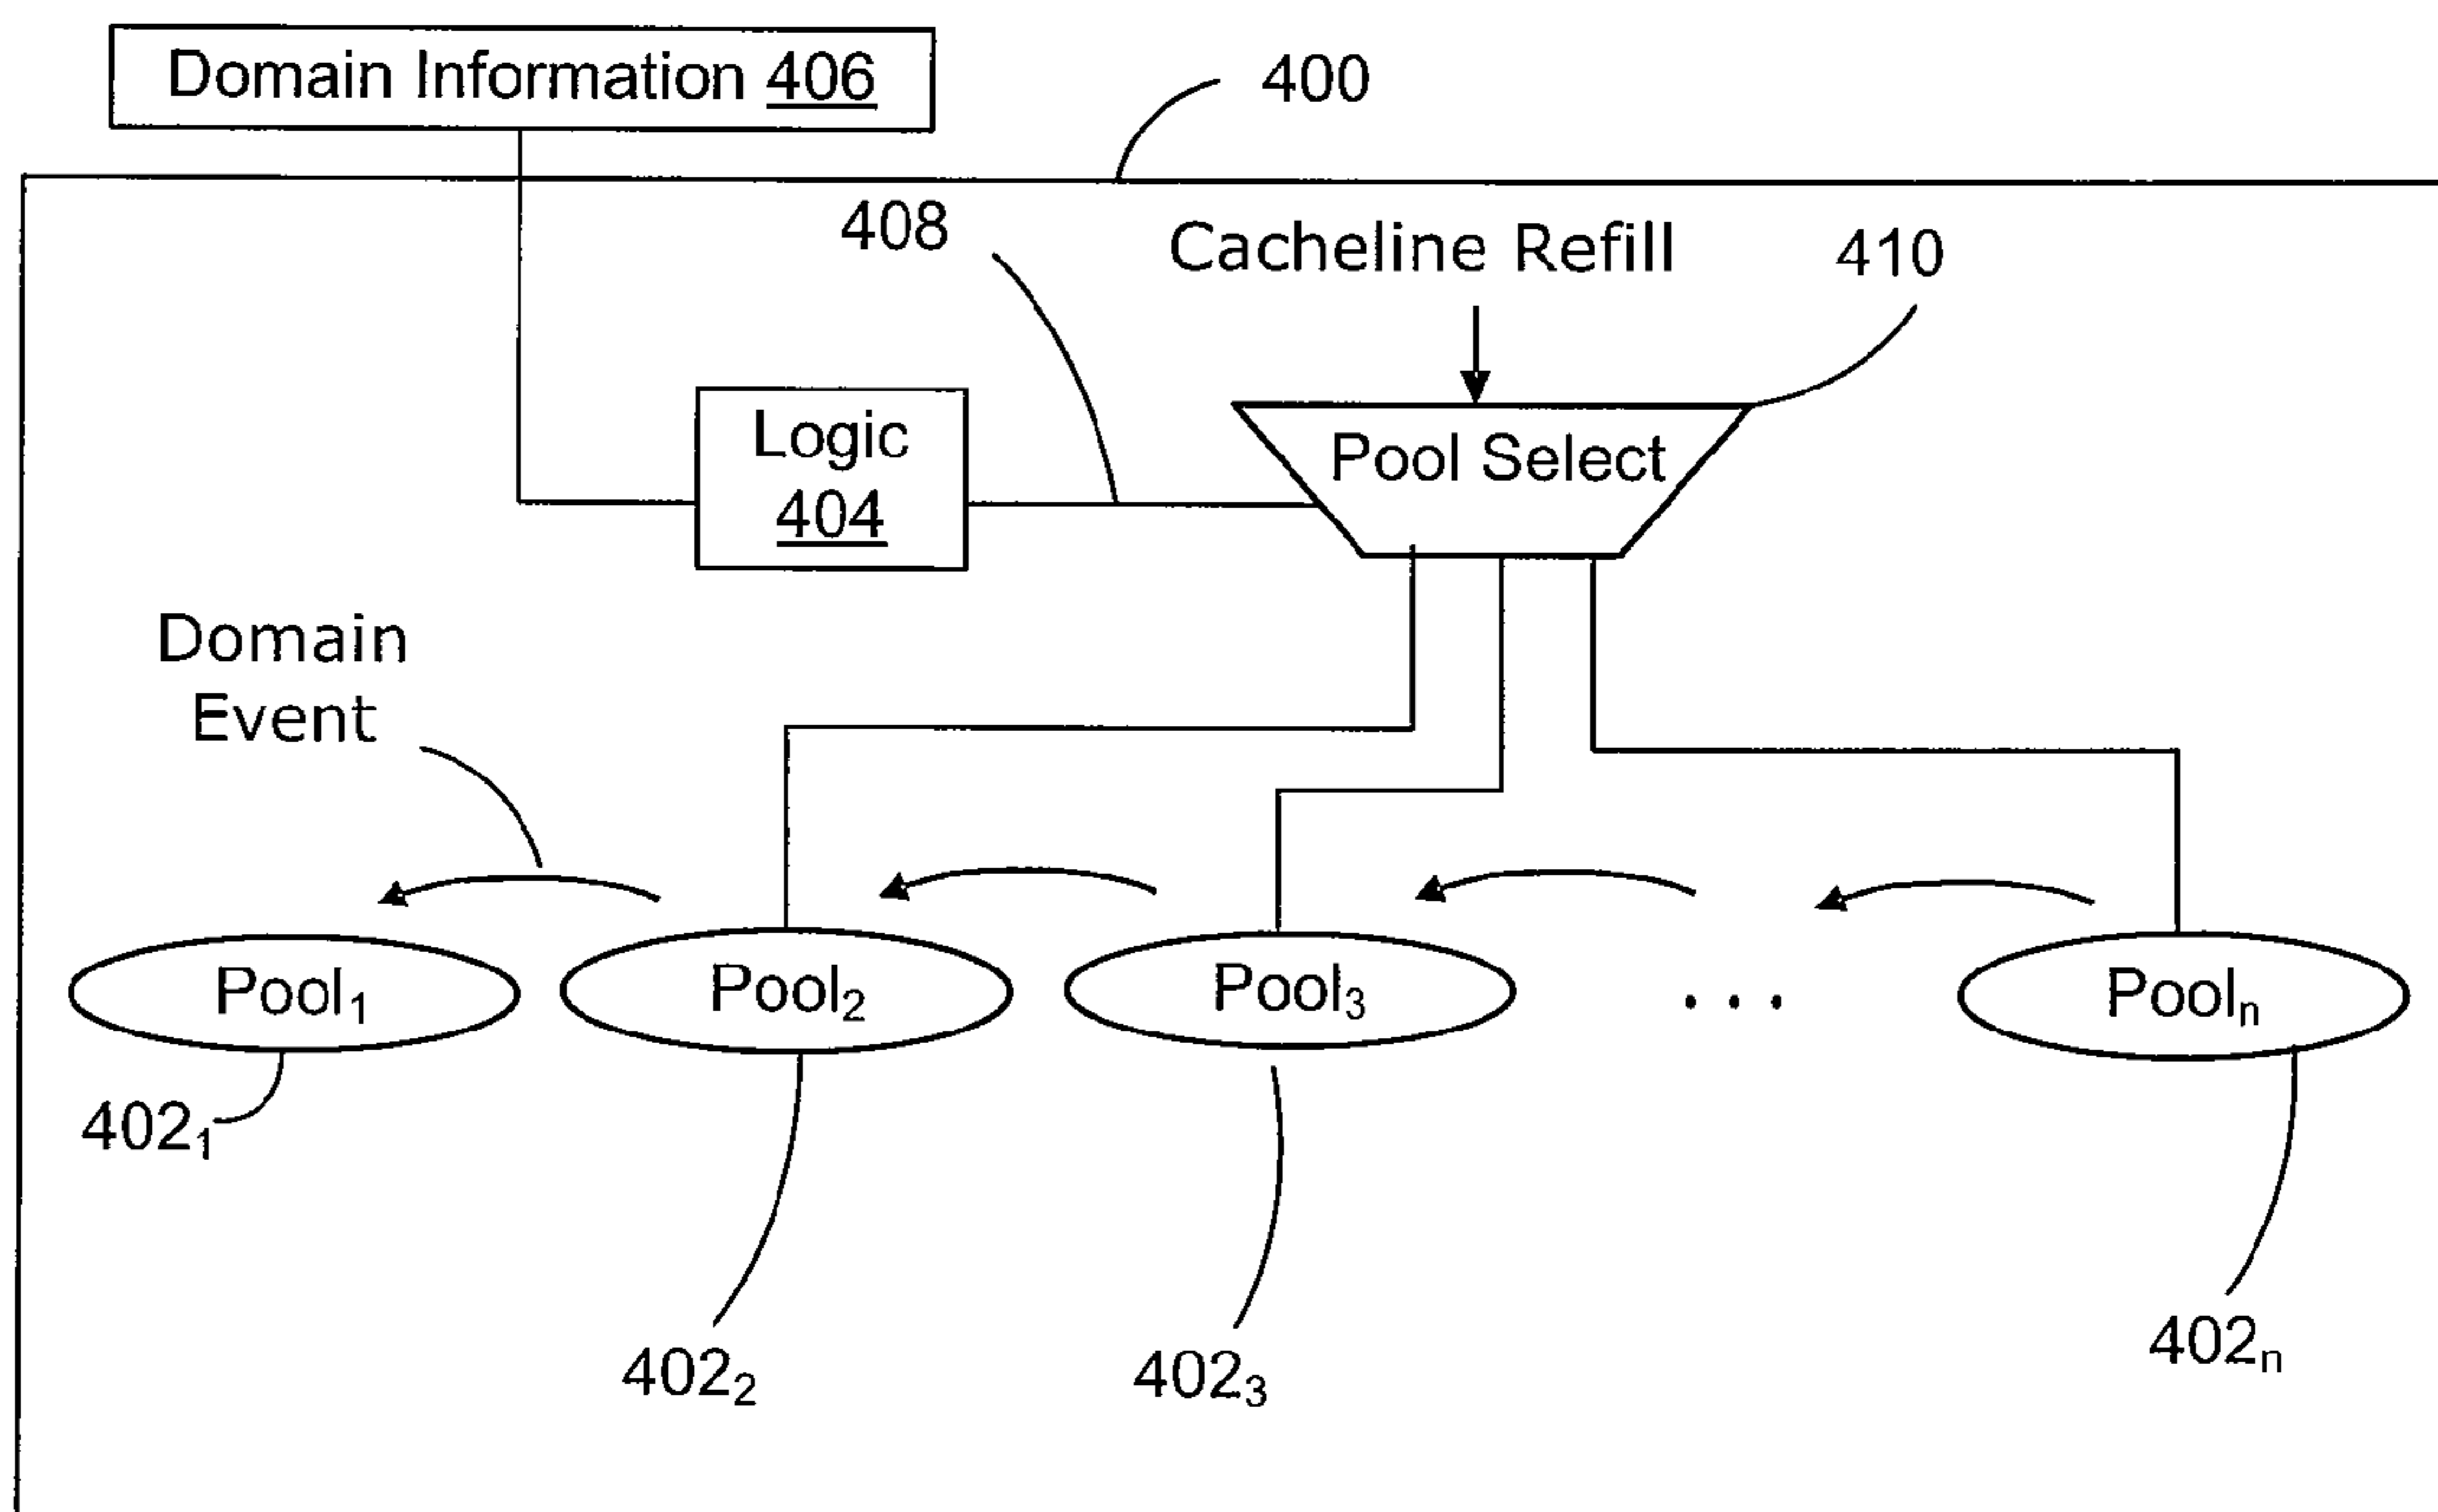 Domain Information 406
400
408
Cacheline Refill
410
Logic
404
Pool Select
Domain
Event
Pool₁
Pool₂
Pool₃
. . .
Poolₙ
402₁
402₂
402₃
402ₙ